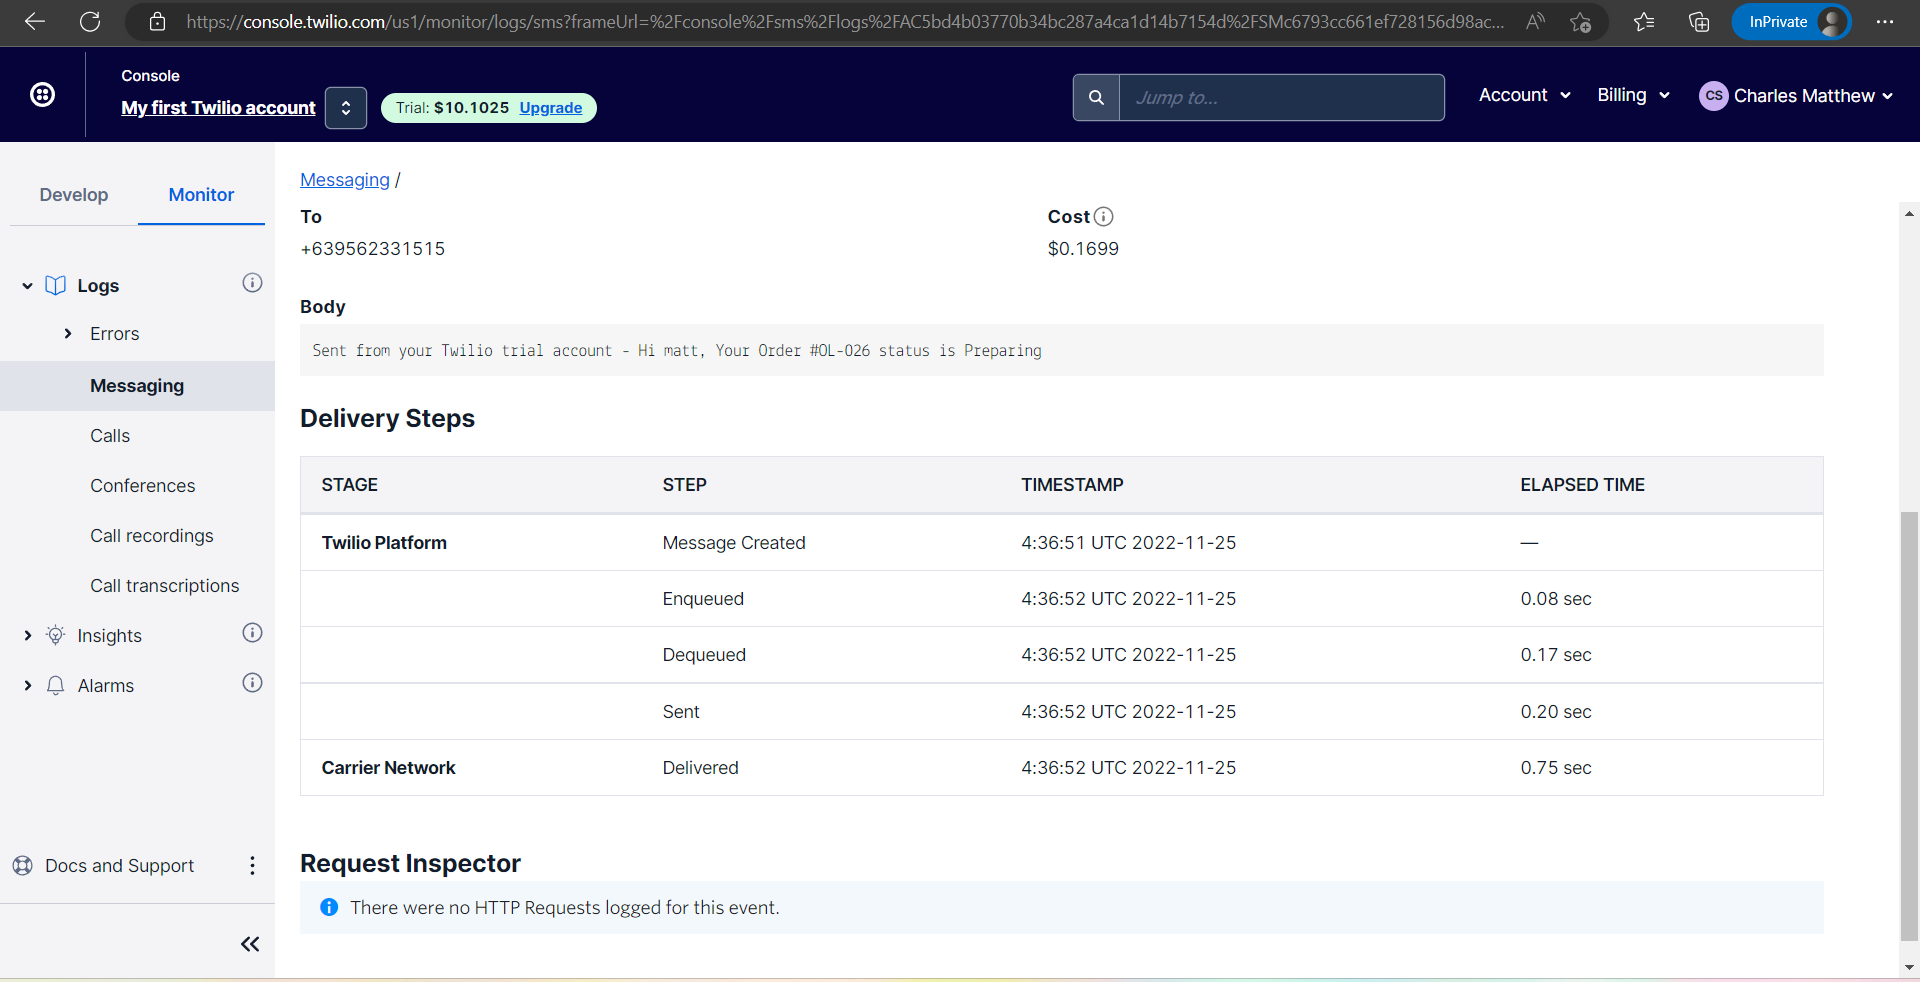 https://console.twilio.com/us1/monitor/logs/sms?frameUrl=%2Fconsole%2Fsms%2Flogs%2FAC5bd4b03770b34bc287a4ca1d14b7154d%2FSMc6793cc661ef728156d98ac...
InPrivate
Console
My first Twilio account
Trial: $10.1025 Upgrade
Jump to...
Account
Billing
CS Charles Matthew
Develop
Monitor
Logs
Errors
Messaging
Calls
Conferences
Call recordings
Call transcriptions
Insights
Alarms
Docs and Support
Messaging /
To
Cost
+639562331515
$0.1699
Body
Sent from your Twilio trial account - Hi matt, Your Order #OL-026 status is Preparing
Delivery Steps
STAGE STEP TIMESTAMP ELAPSED TIME
Twilio Platform Message Created 4:36:51 UTC 2022-11-25 —
Enqueued 4:36:52 UTC 2022-11-25 0.08 sec
Dequeued 4:36:52 UTC 2022-11-25 0.17 sec
Sent 4:36:52 UTC 2022-11-25 0.20 sec
Carrier Network Delivered 4:36:52 UTC 2022-11-25 0.75 sec
Request Inspector
There were no HTTP Requests logged for this event.